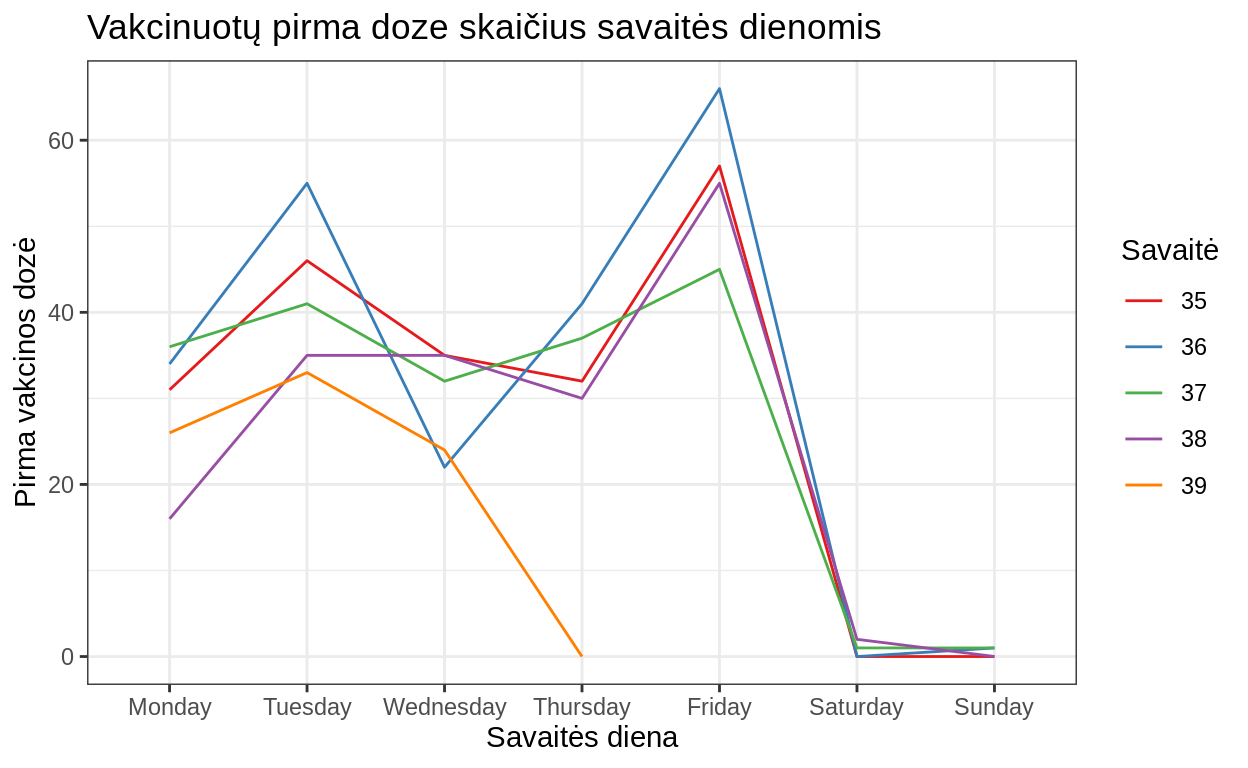 Vakcinuotų pirma doze skaičius savaitės dienomis
Pirma vakcinos dozė
60
40
20
0
Monday Tuesday Wednesday Thursday Friday Saturday Sunday
Savaitės diena
Savaitė
35
36
37
38
39